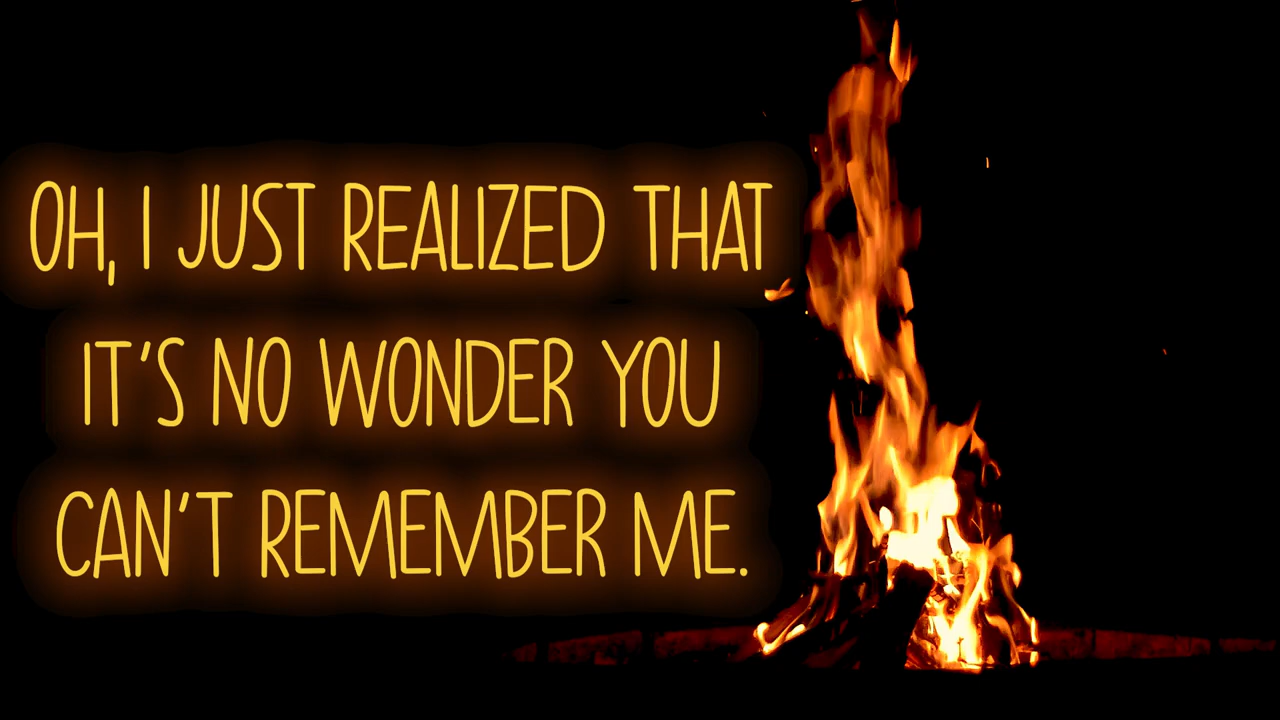 OH, I JUST REALIZED THAT
IT'S NO WONDER YOU
CAN'T REMEMBER ME.